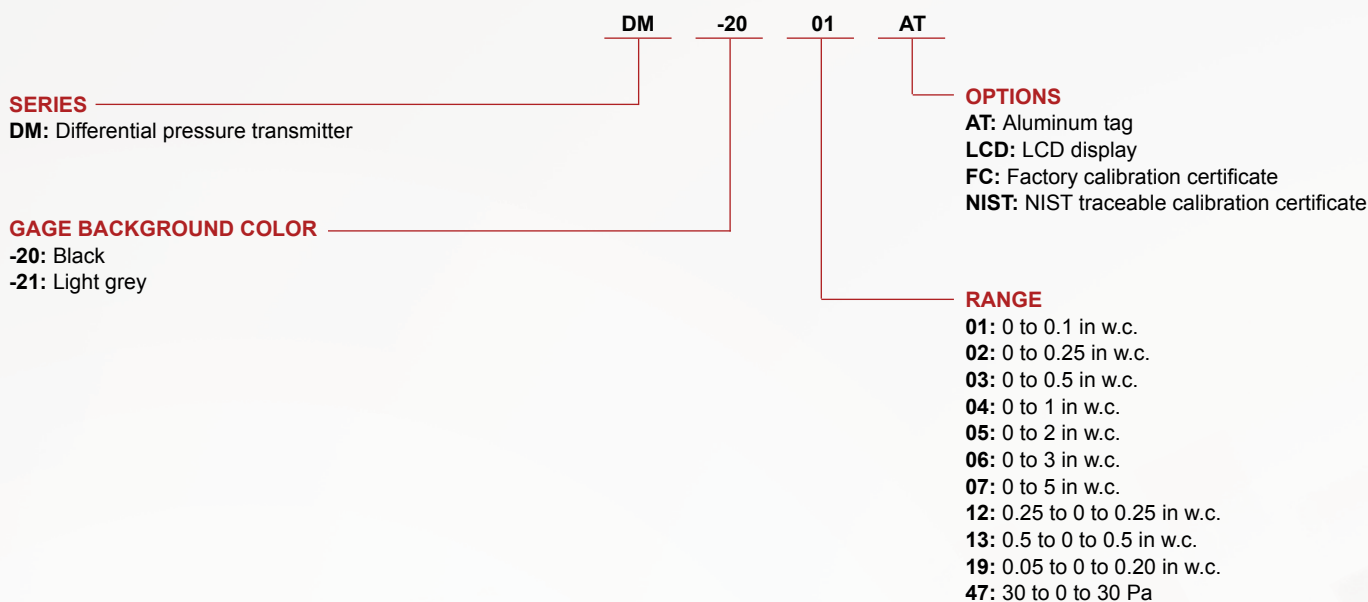 DM -20 01 AT
SERIES
DM: Differential pressure transmitter
GAGE BACKGROUND COLOR
-20: Black
-21: Light grey
OPTIONS
AT: Aluminum tag
LCD: LCD display
FC: Factory calibration certificate
NIST: NIST traceable calibration certificate
RANGE
01: 0 to 0.1 in w.c.
02: 0 to 0.25 in w.c.
03: 0 to 0.5 in w.c.
04: 0 to 1 in w.c.
05: 0 to 2 in w.c.
06: 0 to 3 in w.c.
07: 0 to 5 in w.c.
12: 0.25 to 0 to 0.25 in w.c.
13: 0.5 to 0 to 0.5 in w.c.
19: 0.05 to 0 to 0.20 in w.c.
47: 30 to 0 to 30 Pa